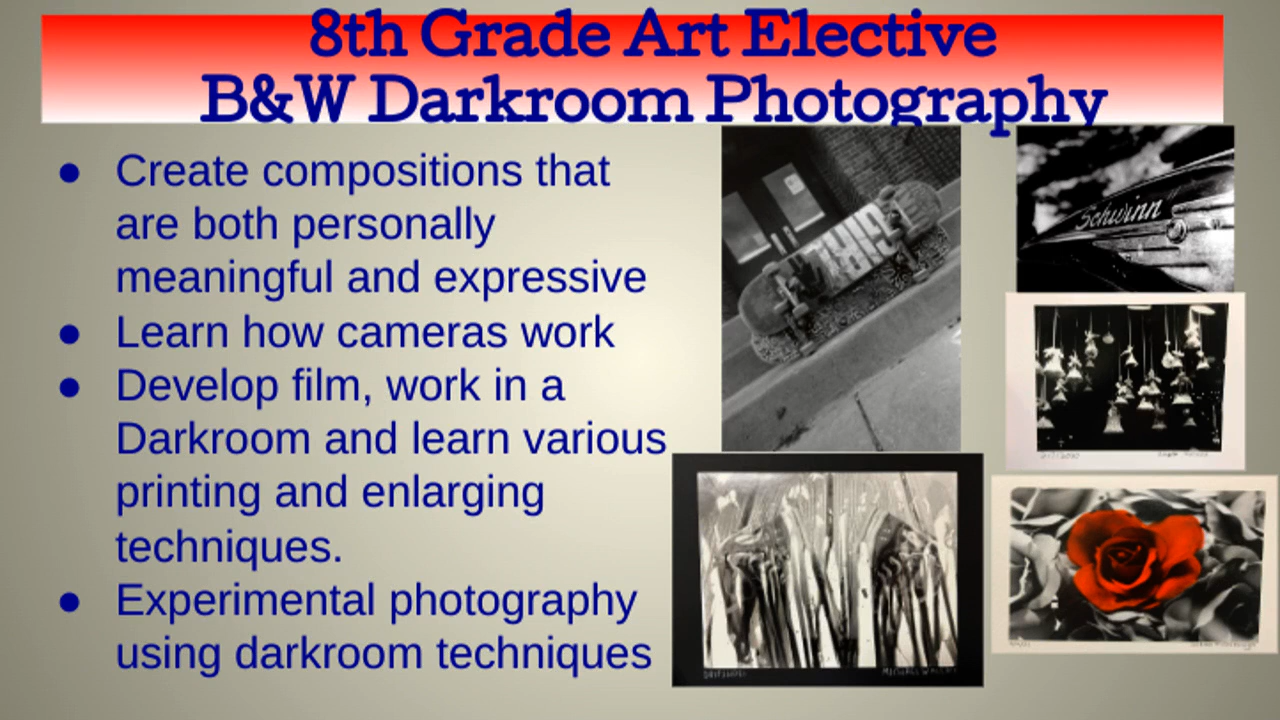 8th Grade Art Elective
B&W Darkroom Photography
● Create compositions that
are both personally
meaningful and expressive
● Learn how cameras work
● Develop film, work in a
Darkroom and learn various
printing and enlarging
techniques.
● Experimental photography
using darkroom techniques
Schwinn